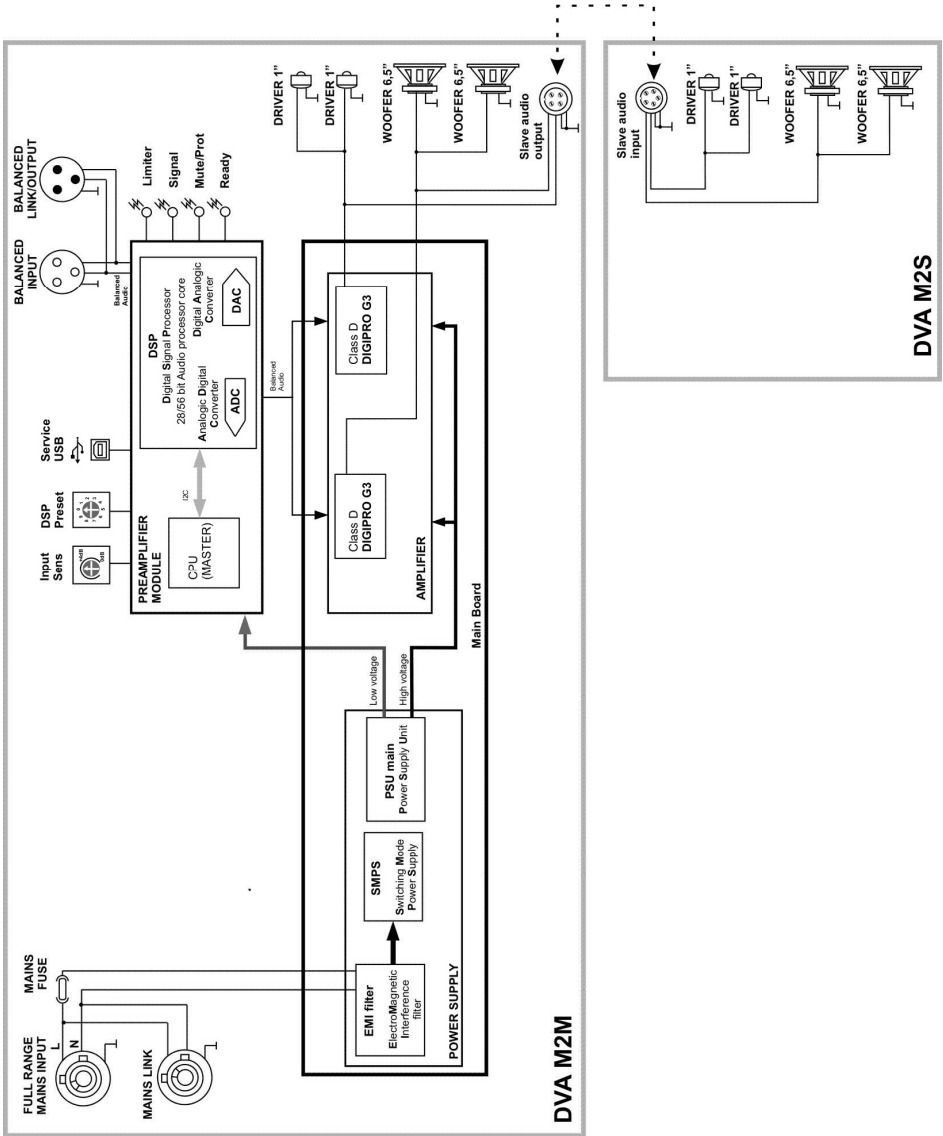 FULL RANGE
MAINS INPUT
L
N
MAINS
FUSE
MAINS LINK
Input
Sens
DSP
Preset
Service
USB
BALANCED
INPUT
BALANCED
LINK/OUTPUT
Balanced
Audio
Limiter
Signal
Mute/Prot
Ready
PREAMPLIFIER
MODULE
CPU
(MASTER)
I2C
DSP
Digital Signal Processor
28/56 bit Audio processor core
Analogic Digital
Converter
ADC
Digital Analogic
Converter
DAC
Balanced
Audio
EMI filter
ElectroMagnetic
Interference
filter
SMPS
Switching Mode
Power Supply
PSU main
Power Supply Unit
POWER SUPPLY
Low voltage
High voltage
Class D
DIGIPRO G3
Class D
DIGIPRO G3
AMPLIFIER
Main Board
DRIVER 1"
DRIVER 1"
WOOFER 6,5"
WOOFER 6,5"
Slave audio
output
DVA M2M
Slave audio
input
DRIVER 1"
DRIVER 1"
WOOFER 6,5"
WOOFER 6,5"
DVA M2S